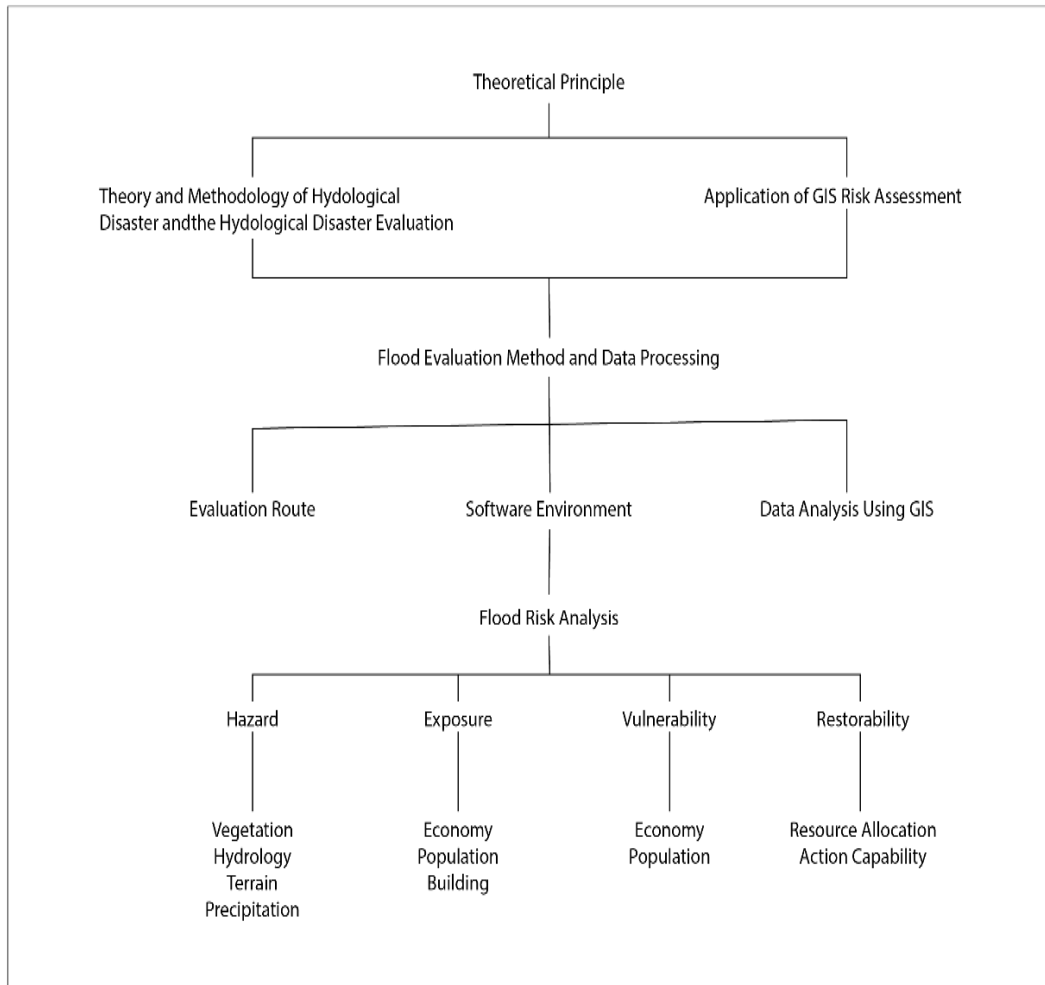 Theoretical Principle
Theory and Methodology of Hydological
Disaster andthe Hydological Disaster Evaluation
Application of GIS Risk Assessment
Flood Evaluation Method and Data Processing
Evaluation Route
Software Environment
Data Analysis Using GIS
Flood Risk Analysis
Hazard
Exposure
Vulnerability
Restorability
Vegetation
Hydrology
Terrain
Precipitation
Economy
Population
Building
Economy
Population
Resource Allocation
Action Capability